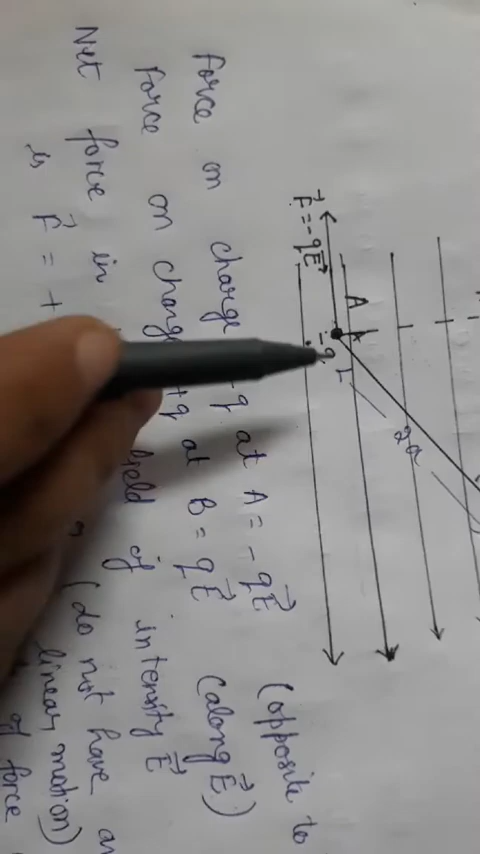 F⃗ = -qE⃗
A
-q
2a
Force on charge -q at A = -qE⃗ (opposite to
Force on charge +q at B = qE⃗ (along E⃗)
Net force in field of intensity E⃗
is F⃗ = + (do not have
linear motion)
of force